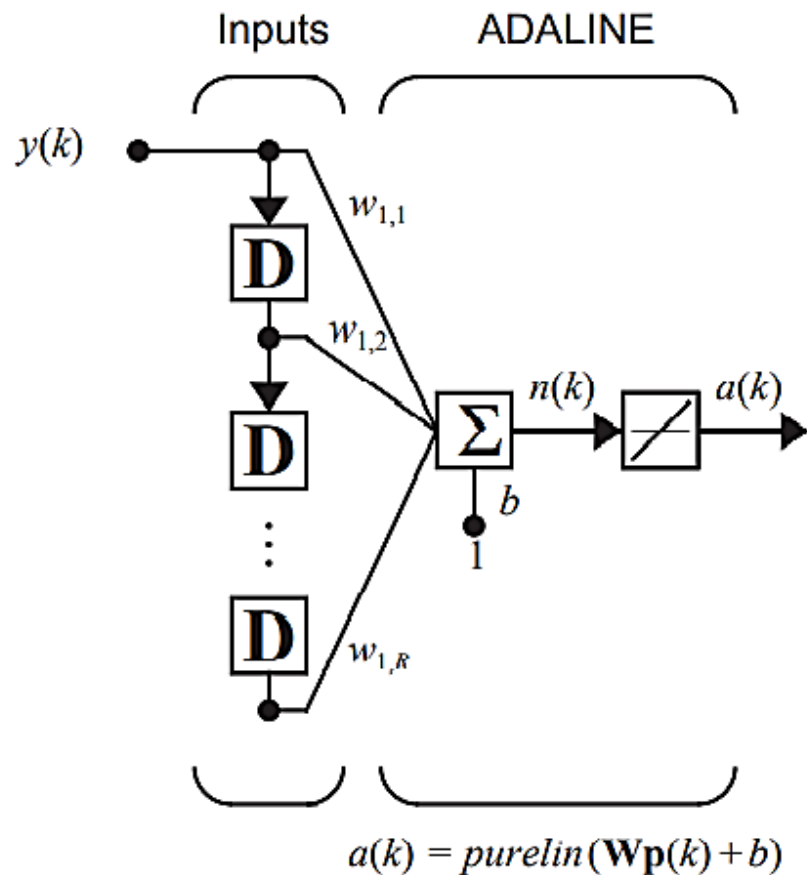 Inputs ADALINE
y(k)
w1,1
D
w1,2
D
Σ
n(k)
a(k)
b
1
⋮
D
w1,R
a(k) = purelin(Wp(k) + b)